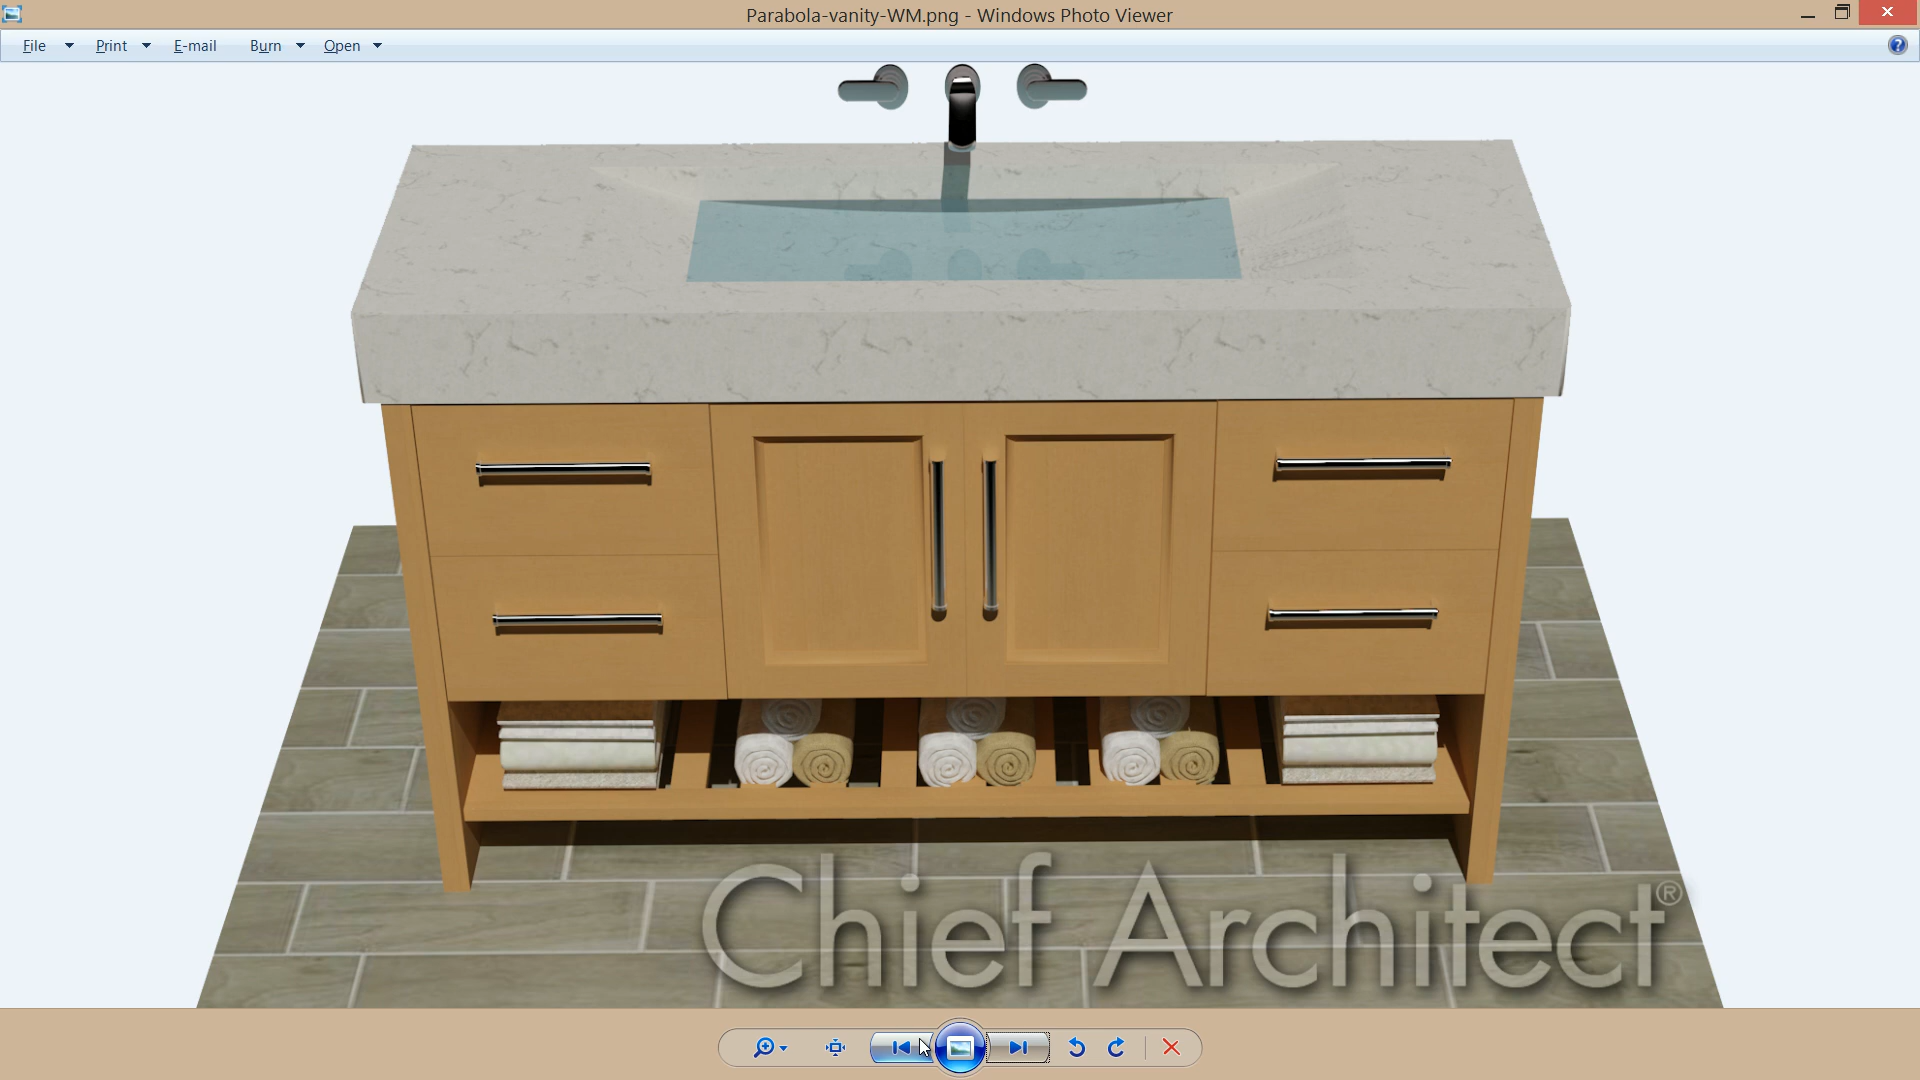 Parabola-vanity-WM.png - Windows Photo Viewer
File Print E-mail Burn Open
Chief Architect®